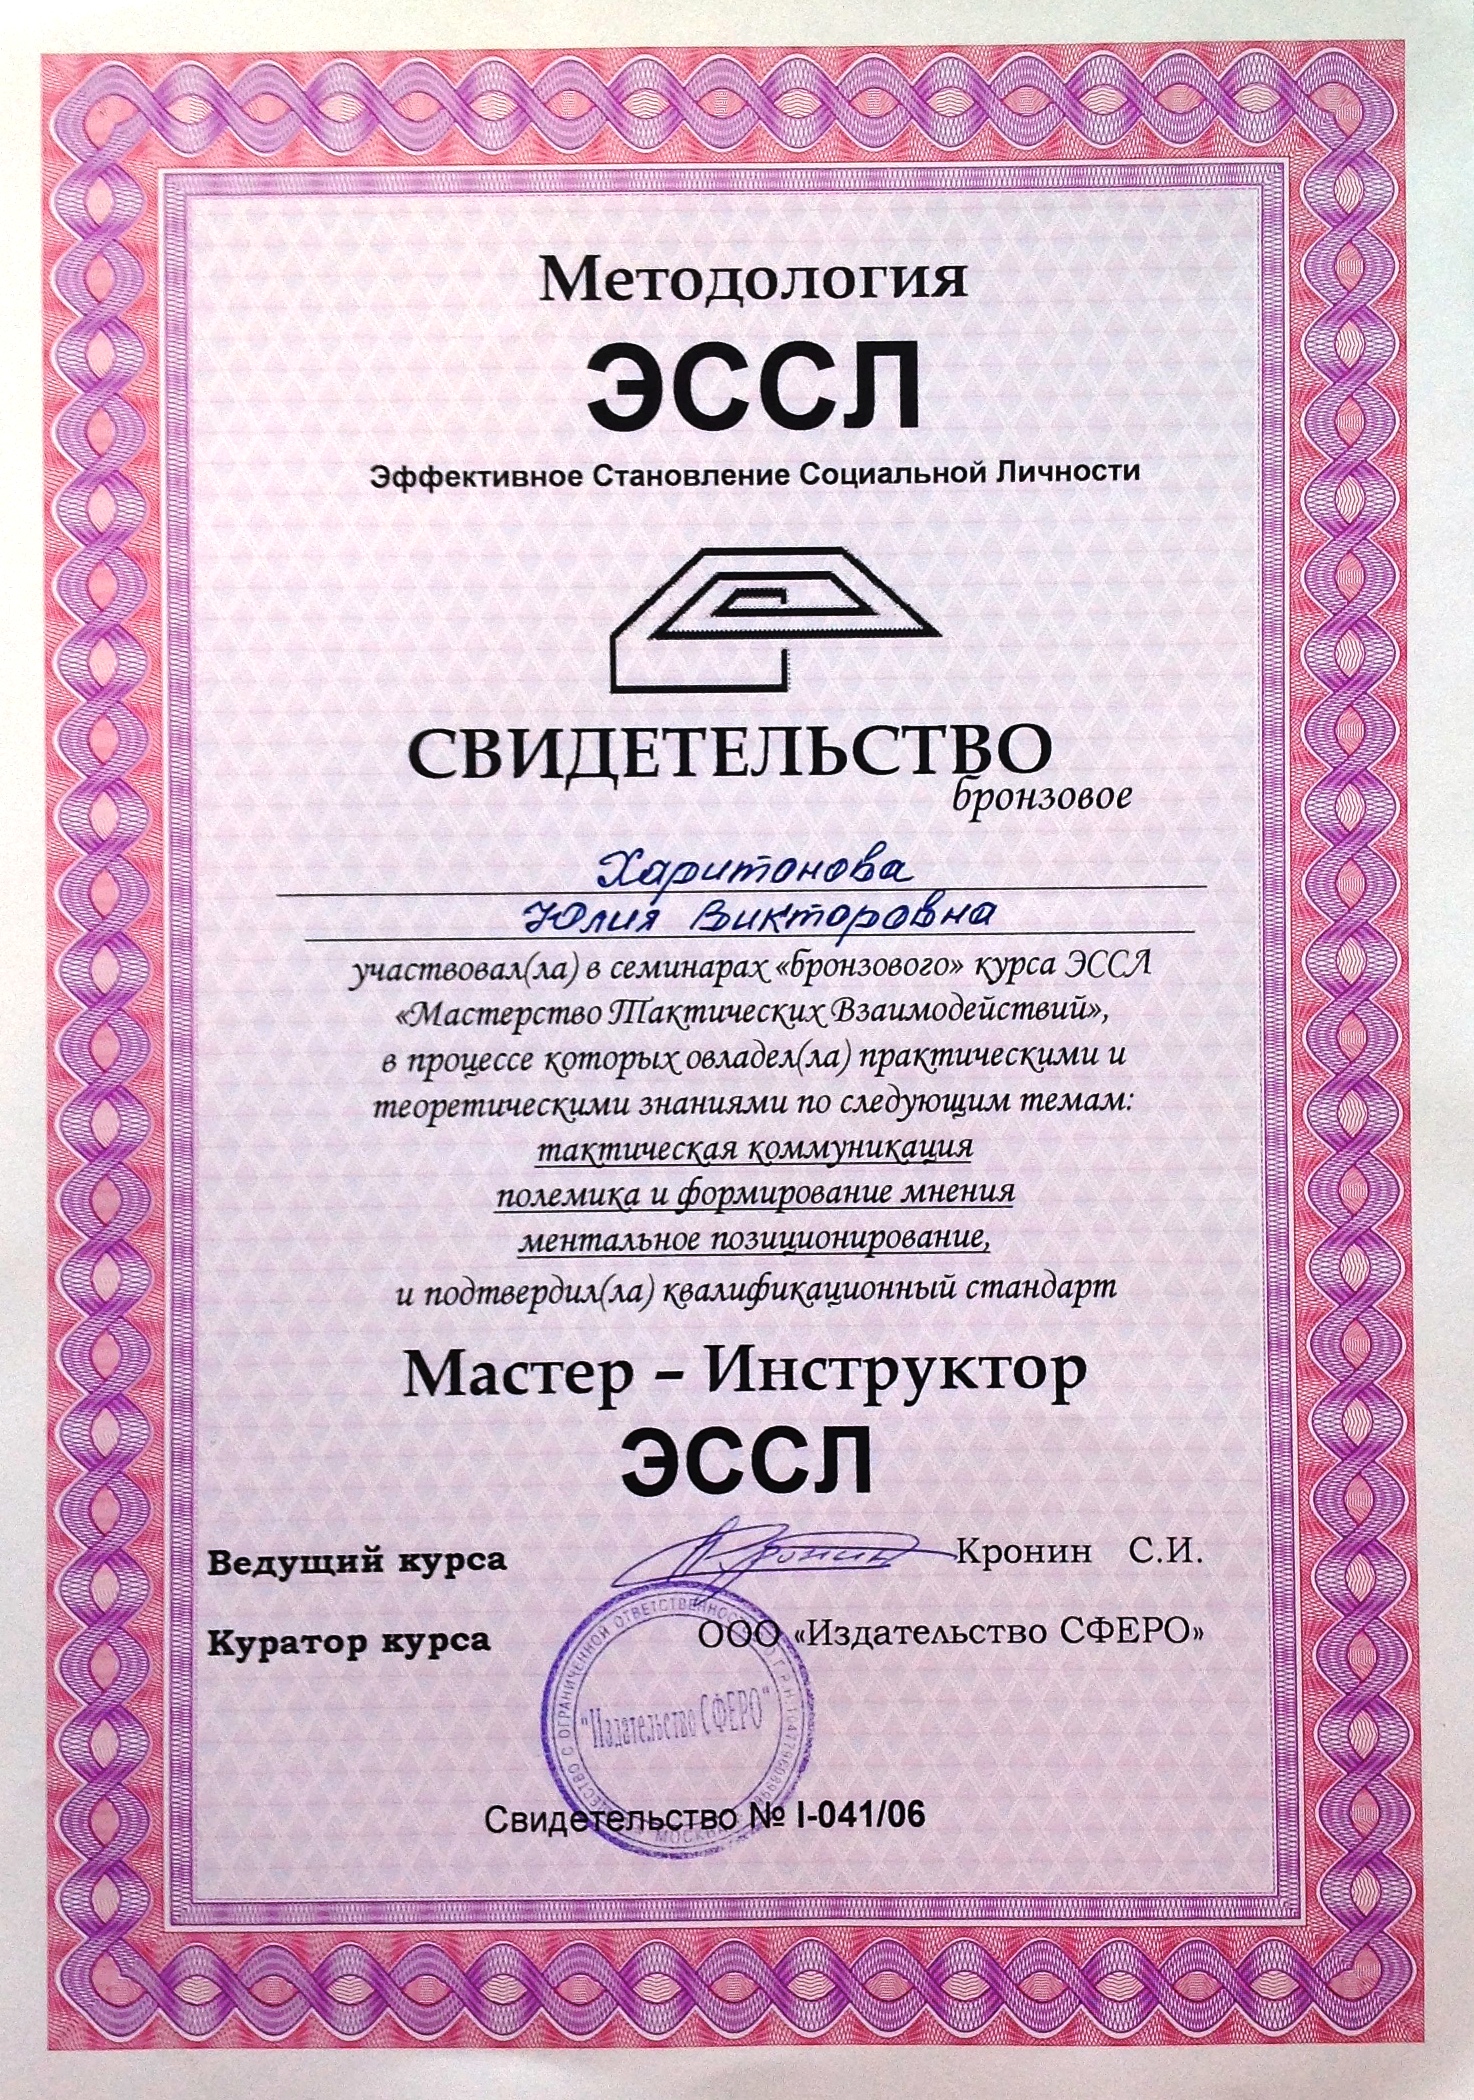 Методология
ЭССЛ
Эффективное Становление Социальной Личности
СВИДЕТЕЛЬСТВО
бронзовое
Харитонова
Юлия Викторовна
участвовал(ла) в семинарах «бронзового» курса ЭССЛ
«Мастерство Тактических Взаимодействий»,
в процессе которых овладел(ла) практическими и
теоретическими знаниями по следующим темам:
тактическая коммуникация
полемика и формирование мнения
ментальное позиционирование,
и подтвердил(ла) квалификационный стандарт
Мастер – Инструктор
ЭССЛ
Ведущий курса Кронин С.И.
Куратор курса ООО «Издательство СФЕРО»
С ОГРАНИЧЕННОЙ ОТВЕТСТВЕННОСТЬЮ
"Издательство СФЕРО"
МОСКВА
Свидетельство № I-041/06